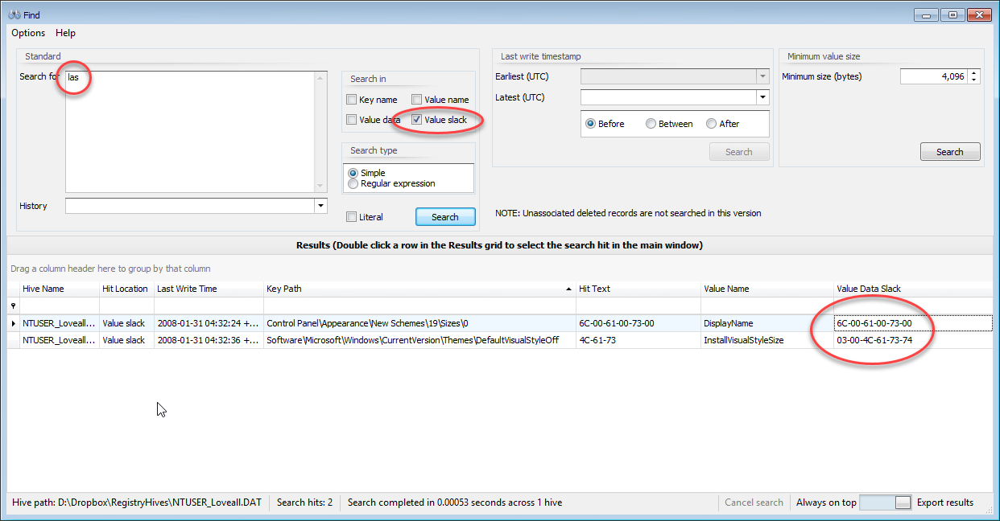 Find
Options Help
Standard
Search for las
Search in
Key name Value name
Value data Value slack
Search type
Simple
Regular expression
History
Literal Search
Last write timestamp
Earliest (UTC)
Latest (UTC)
Before Between After
Search
Minimum value size
Minimum size (bytes) 4,096
Search
NOTE: Unassociated deleted records are not searched in this version
Results (Double click a row in the Results grid to select the search hit in the main window)
Drag a column header here to group by that column
Hive Name Hit Location Last Write Time Key Path Hit Text Value Name Value Data Slack
NTUSER_Loveall... Value slack 2008-01-31 04:32:24 +... Control Panel\Appearance\New Schemes\19\Sizes\0 6C-00-61-00-73-00 DisplayName 6C-00-61-00-73-00
NTUSER_Loveall... Value slack 2008-01-31 04:32:36 +... Software\Microsoft\Windows\CurrentVersion\Themes\DefaultVisualStyleOff 4C-61-73 InstallVisualStyleSize 03-00-4C-61-73-74
Hive path: D:\Dropbox\RegistryHives\NTUSER_Loveall.DAT Search hits: 2 Search completed in 0.00053 seconds across 1 hive Cancel search Always on top Export results